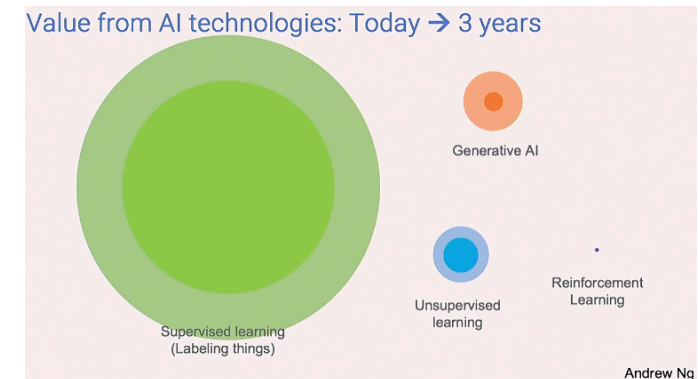 Value from AI technologies: Today → 3 years
Generative AI
Supervised learning
(Labeling things)
Unsupervised
learning
Reinforcement
Learning
Andrew Ng